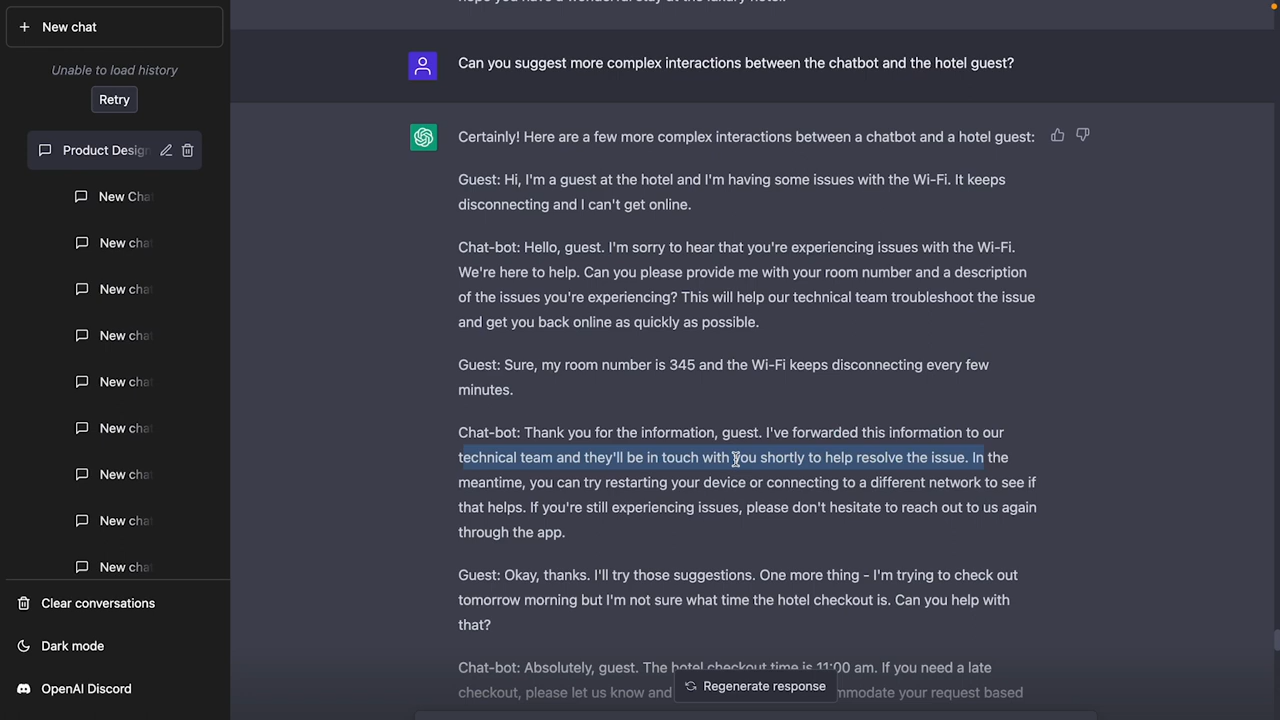 New chat
Unable to load history
Retry
Product Desig
New Cha
New chat
New chat
New chat
New chat
New chat
New chat
New chat
New chat
Clear conversations
Dark mode
OpenAI Discord
Can you suggest more complex interactions between the chatbot and the hotel guest?
Certainly! Here are a few more complex interactions between a chatbot and a hotel guest:
Guest: Hi, I'm a guest at the hotel and I'm having some issues with the Wi-Fi. It keeps
disconnecting and I can't get online.
Chat-bot: Hello, guest. I'm sorry to hear that you're experiencing issues with the Wi-Fi.
We're here to help. Can you please provide me with your room number and a description
of the issues you're experiencing? This will help our technical team troubleshoot the issue
and get you back online as quickly as possible.
Guest: Sure, my room number is 345 and the Wi-Fi keeps disconnecting every few
minutes.
Chat-bot: Thank you for the information, guest. I've forwarded this information to our
technical team and they'll be in touch with you shortly to help resolve the issue. In the
meantime, you can try restarting your device or connecting to a different network to see if
that helps. If you're still experiencing issues, please don't hesitate to reach out to us again
through the app.
Guest: Okay, thanks. I'll try those suggestions. One more thing - I'm trying to check out
tomorrow morning but I'm not sure what time the hotel checkout is. Can you help with
that?
Chat-bot: Absolutely, guest. The hotel checkout time is 11:00 am. If you need a late
checkout, please let us know and ommodate your request based
Regenerate response